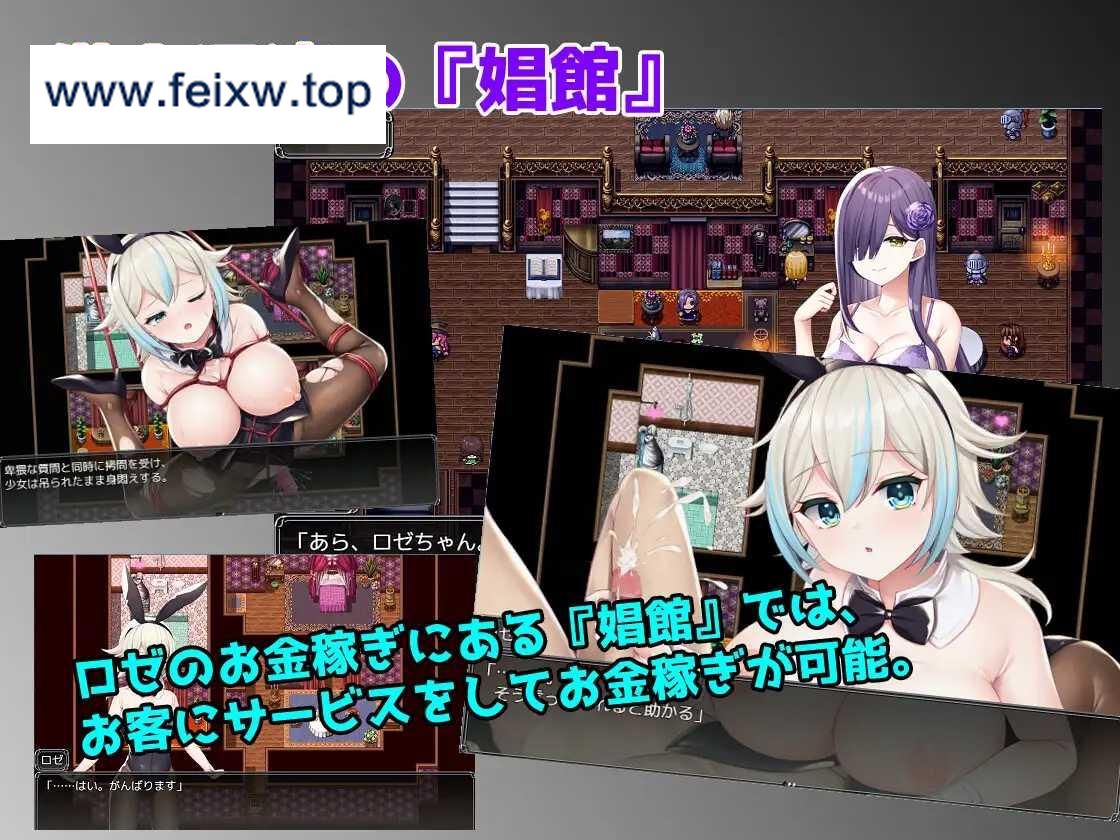 の『娼館』
www.feixw.top
卑猥な質問と同時に拷問を受け、
少女は吊られたまま身悶えする。
「あら、ロゼちゃん。
ロゼのお金稼ぎにある『娼館』では、
お客にサービスをしてお金稼ぎが可能。
れると助かる」
ロゼ
「……はい。がんばります」